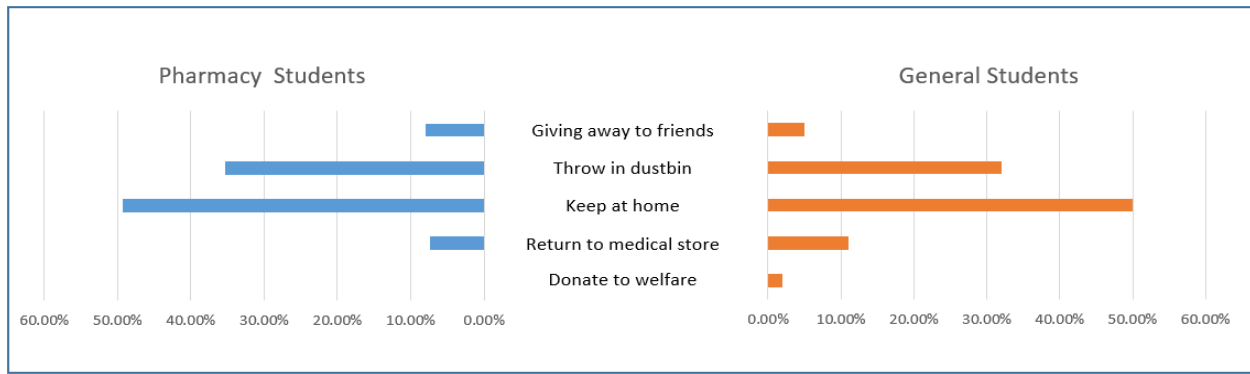 Pharmacy Students
General Students
Giving away to friends
Throw in dustbin
Keep at home
Return to medical store
Donate to welfare
60.00% 50.00% 40.00% 30.00% 20.00% 10.00% 0.00%
0.00% 10.00% 20.00% 30.00% 40.00% 50.00% 60.00%